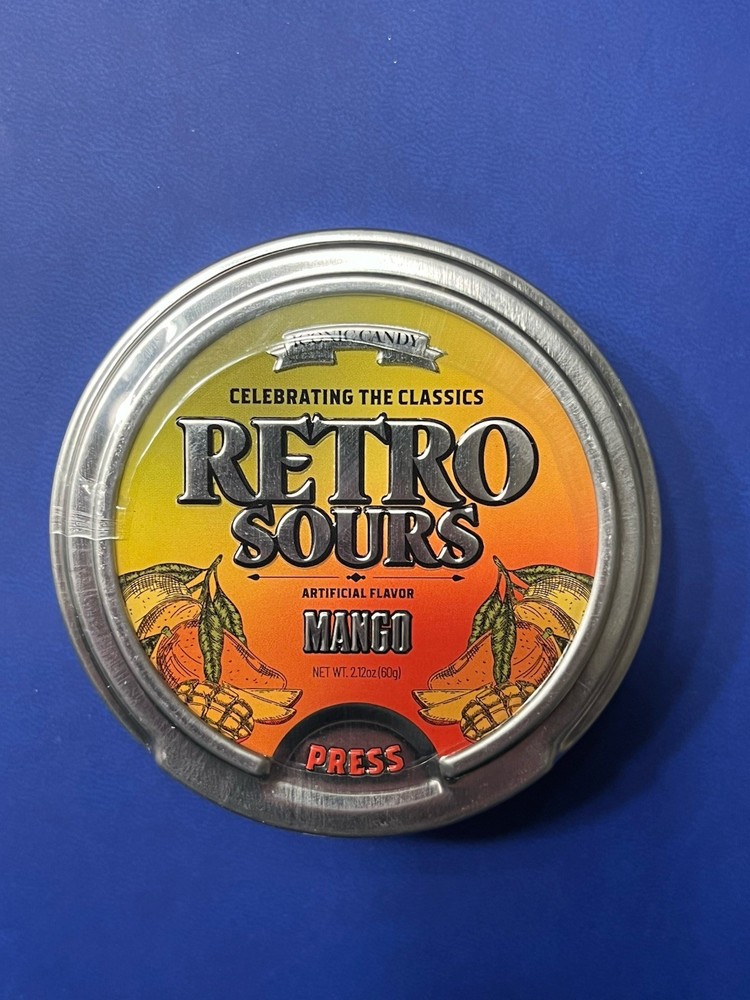 ICONIC CANDY
CELEBRATING THE CLASSICS
RETRO
SOURS
ARTIFICIAL FLAVOR
MANGO
NET WT. 2.12oz (60g)
PRESS